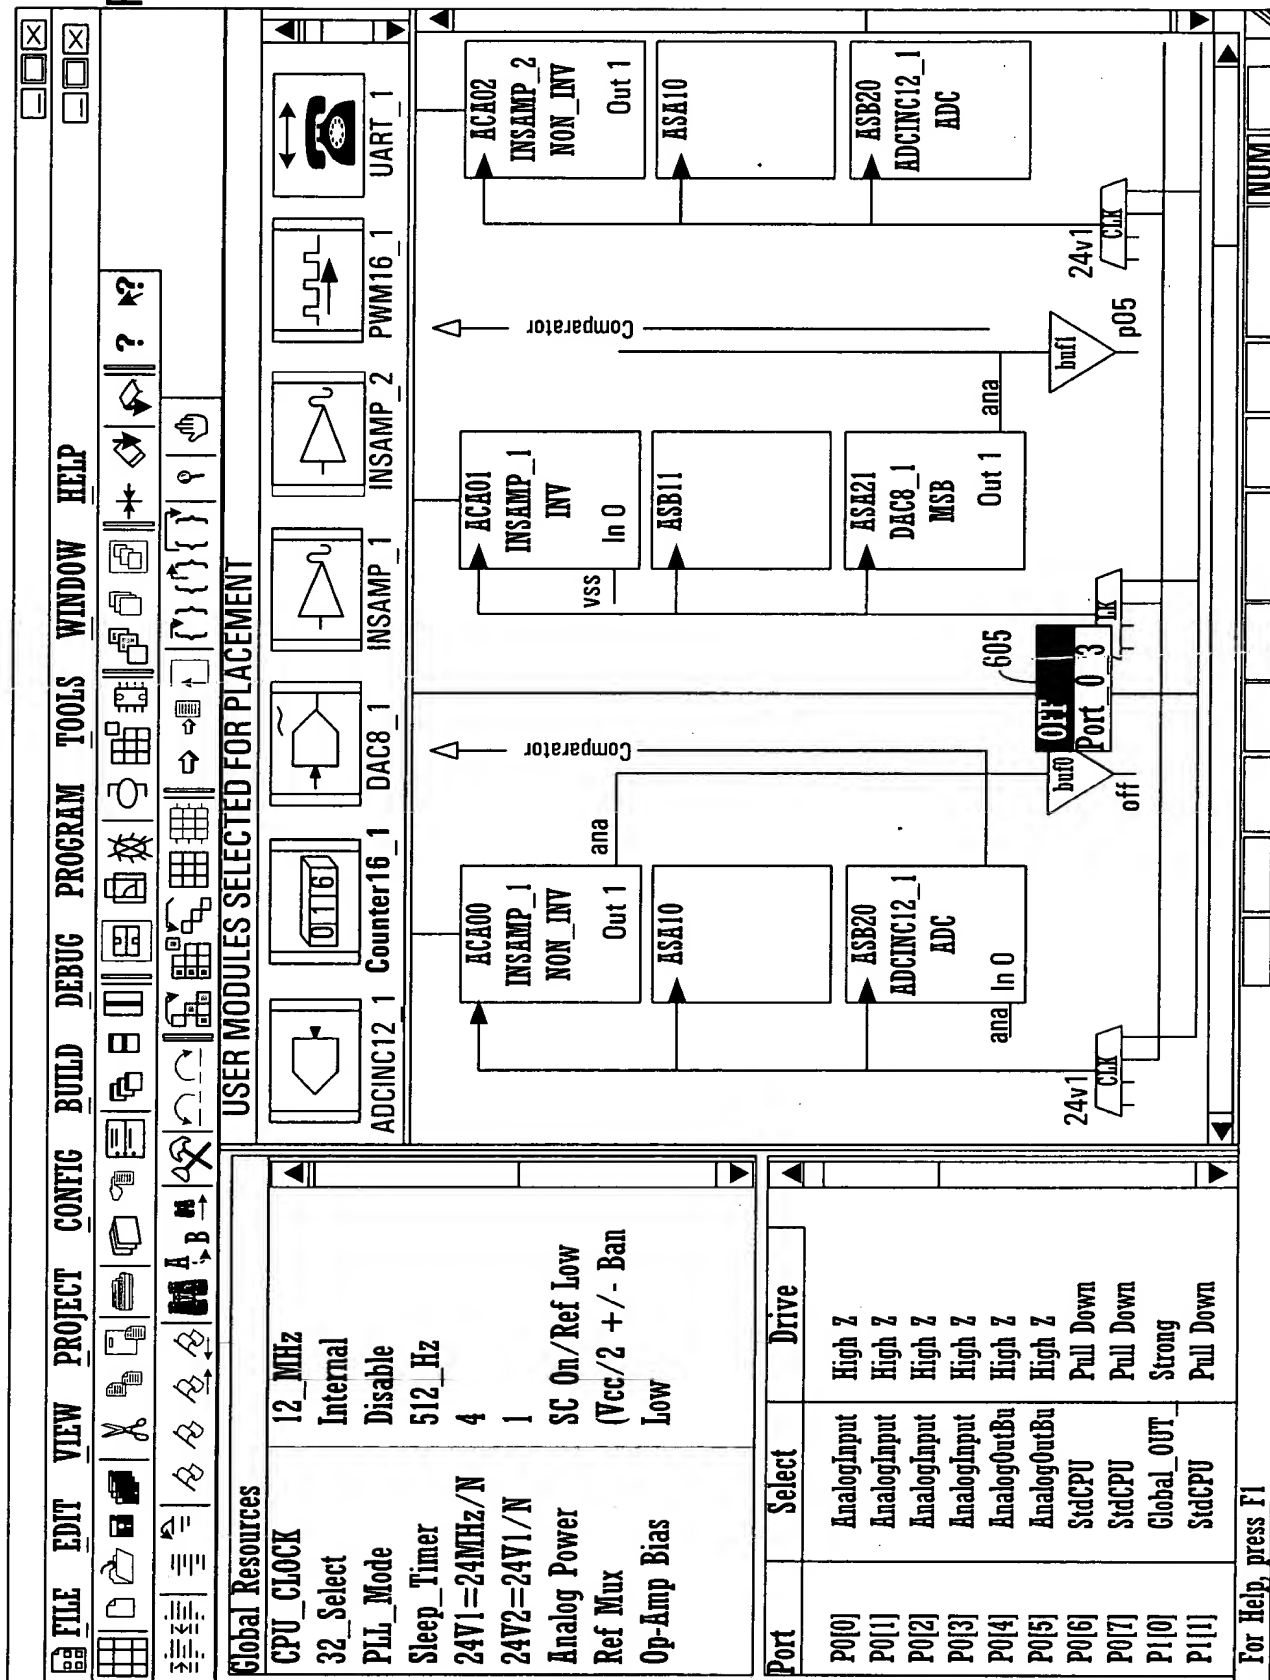 FILE EDIT VIEW PROJECT CONFIG BUILD DEBUG PROGRAM TOOLS WINDOW HELP
? ?
A B
Global Resources
CPU_CLOCK 12_MHz
32_Select Internal
PLL_Mode Disable
Sleep_Timer 512_Hz
24V1=24MHz/N 4
24V2=24V1/N 1
Analog Power SC On/Ref Low
Ref Mux (Vcc/2 +/- Ban
Op-Amp Bias Low
Port Select Drive
P0[0] AnalogInput High Z
P0[1] AnalogInput High Z
P0[2] AnalogInput High Z
P0[3] AnalogInput High Z
P0[4] AnalogOutBu High Z
P0[5] AnalogOutBu High Z
P0[6] StdCPU Pull Down
P0[7] StdCPU Pull Down
P1[0] Global_OUT_ Strong
P1[1] StdCPU Pull Down
USER MODULES SELECTED FOR PLACEMENT
0 1 6
ADCINC12_1 Counter16_1 DAC8_1 INSAMP_1 INSAMP_2 PWM16_1 UART_1
ACA00
INSAMP_1
NON_INV
Out 1
ana
ASA10
ASB20
ADCINC12_1
ADC
ana In 0
24v1
CLK
Comparator
buf0
off
OFF
Port_0_3
605
ACA01
INSAMP_1
INV
vss In 0
ASB11
ASA21
DAC8_1
MSB
Out 1
ana
LK
Comparator
buf1
p05
ACA02
INSAMP_2
NON_INV
Out 1
ASA10
ASB20
ADCINC12_1
ADC
24v1
CLK
For Help, press F1
NUM